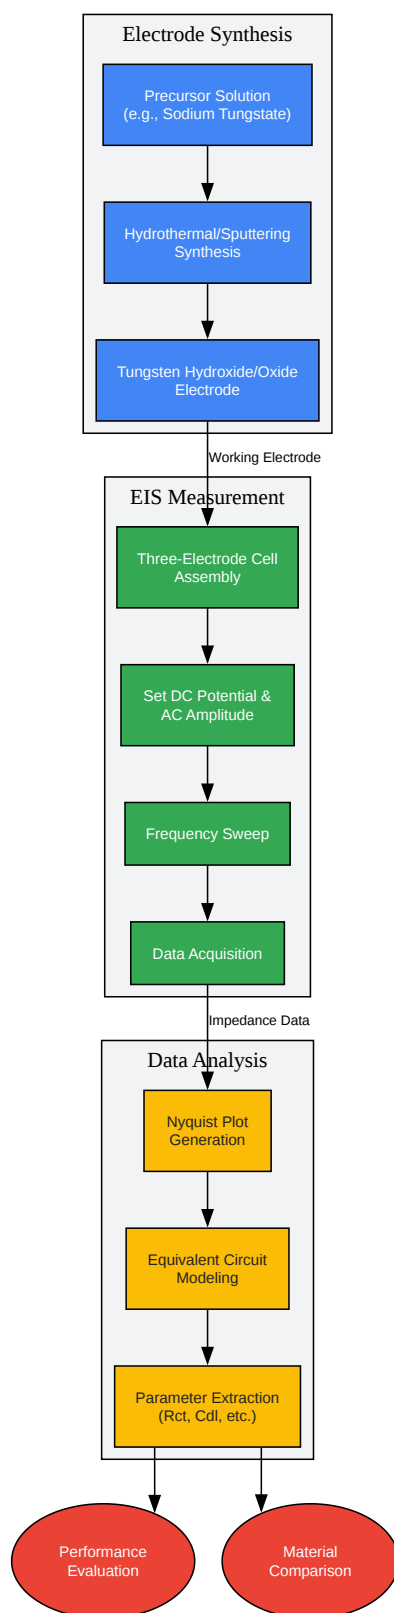 Electrode Synthesis
Precursor Solution
(e.g., Sodium Tungstate)
Hydrothermal/Sputtering
Synthesis
Tungsten Hydroxide/Oxide
Electrode
Working Electrode
EIS Measurement
Three-Electrode Cell
Assembly
Set DC Potential &
AC Amplitude
Frequency Sweep
Data Acquisition
Impedance Data
Data Analysis
Nyquist Plot
Generation
Equivalent Circuit
Modeling
Parameter Extraction
(Rct, Cdl, etc.)
Performance
Evaluation
Material
Comparison